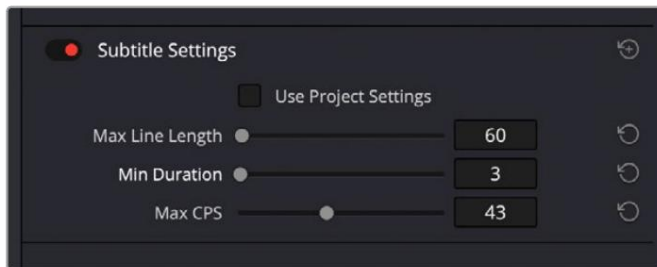 Subtitle Settings
Use Project Settings
Max Line Length 60
Min Duration 3
Max CPS 43